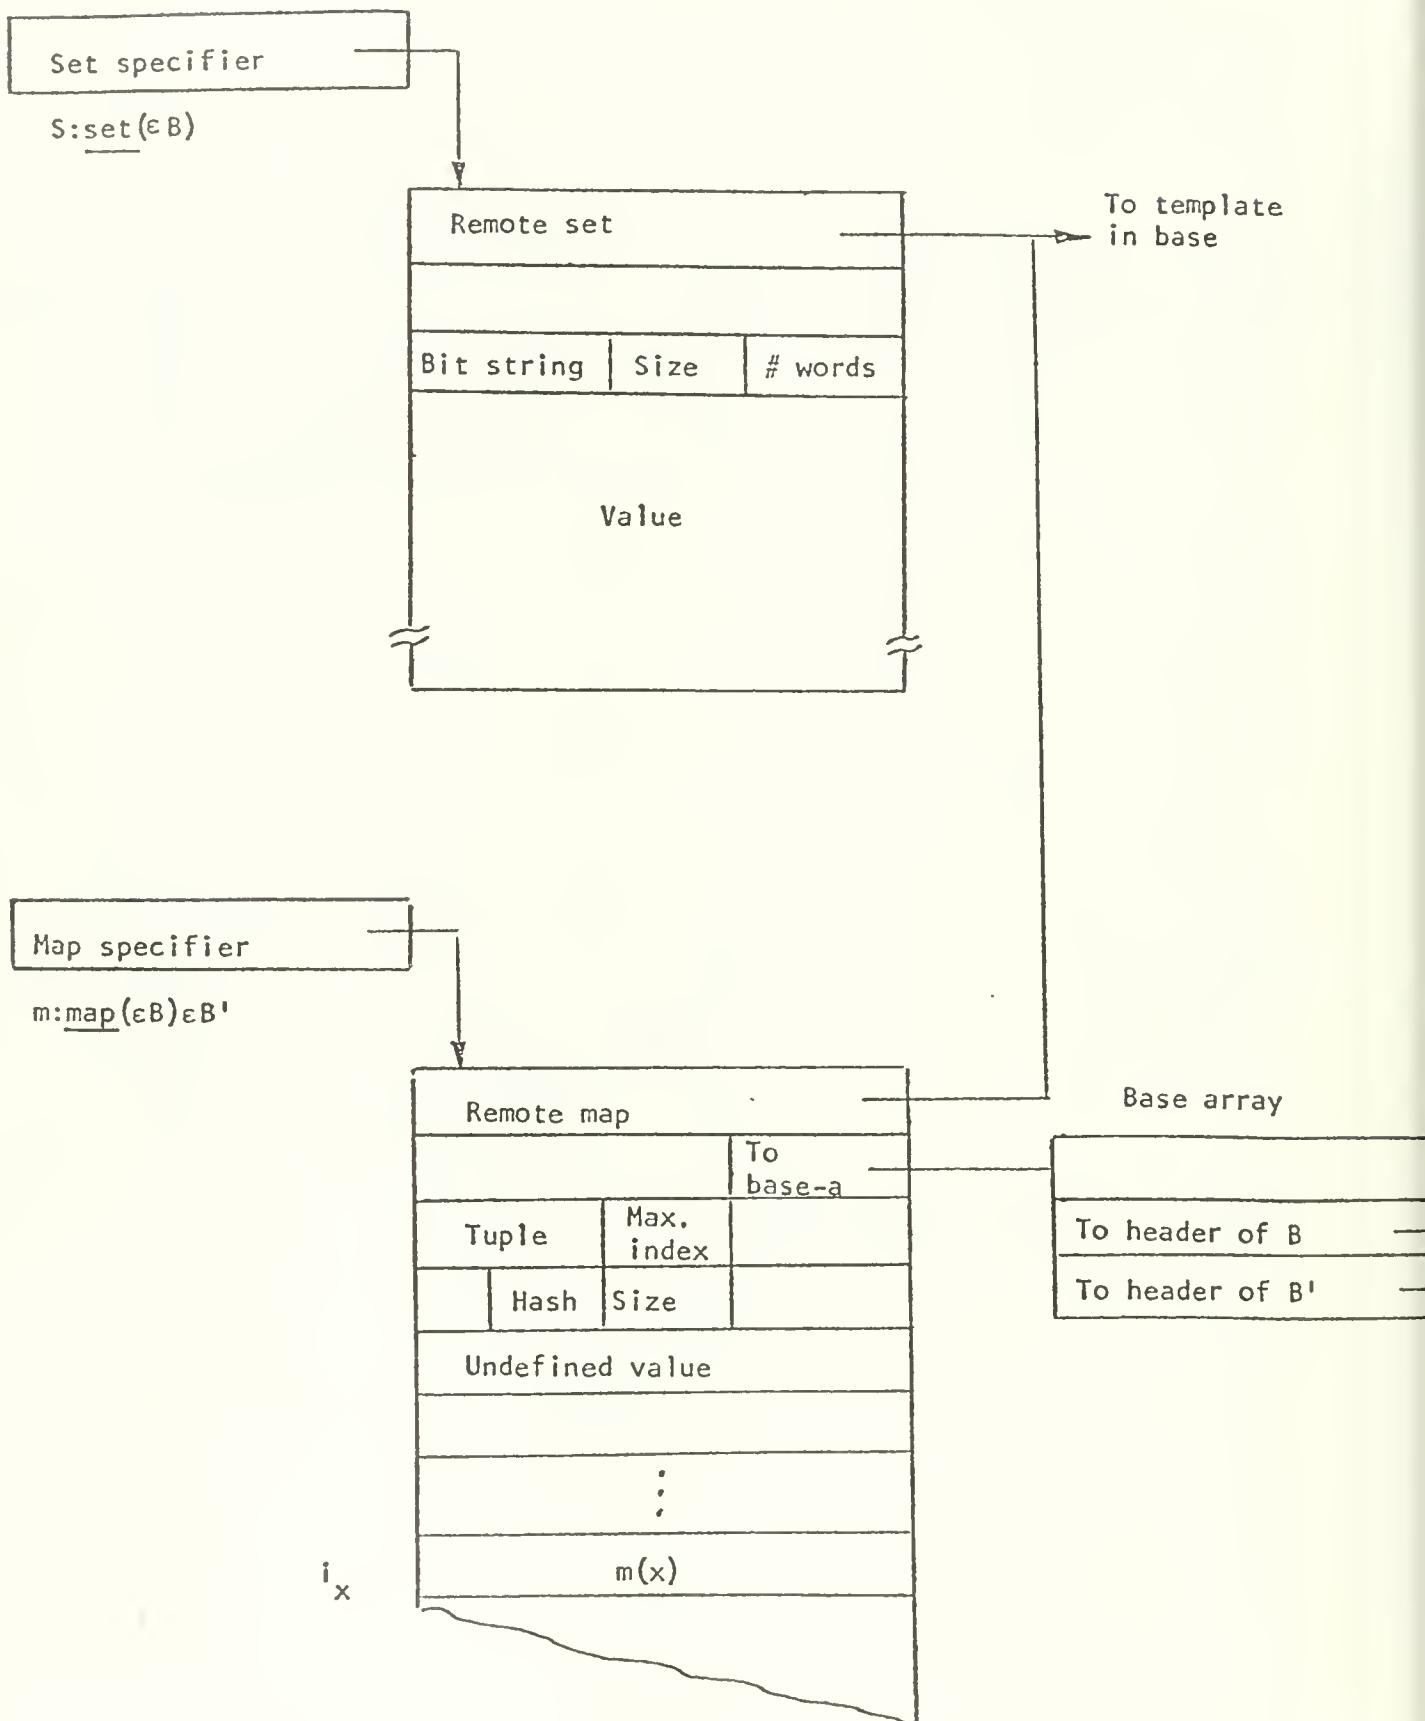 Set specifier
S:set(εB)
Remote set
To template
in base
Bit string Size # words
Value
Map specifier
m:map(εB)εB'
Remote map
Base array
To
base-a
Tuple
Max.
index
To header of B
Hash Size
To header of B'
Undefined value
⋮
i_x
m(x)